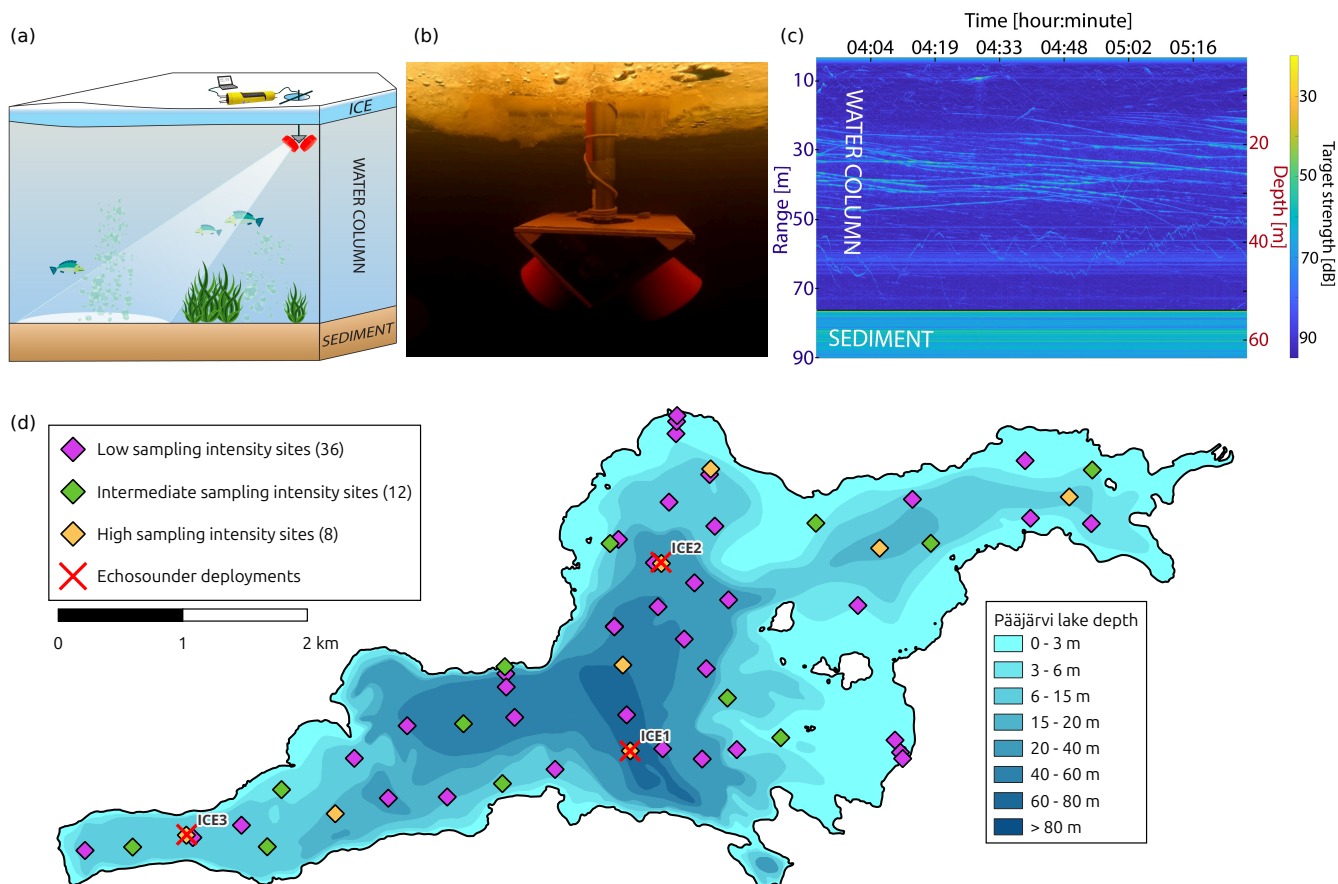 (a)
ICE
WATER COLUMN
SEDIMENT
(b)
(c)
Time [hour:minute]
04:04 04:19 04:33 04:48 05:02 05:16
Range [m]
10
30
50
70
90
WATER COLUMN
SEDIMENT
20
40
60
Depth [m]
30
50
70
90
Target strength [dB]
(d)
Low sampling intensity sites (36)
Intermediate sampling intensity sites (12)
High sampling intensity sites (8)
Echosounder deployments
0 1 2 km
ICE2
ICE1
ICE3
Pääjärvi lake depth
0 - 3 m
3 - 6 m
6 - 15 m
15 - 20 m
20 - 40 m
40 - 60 m
60 - 80 m
> 80 m